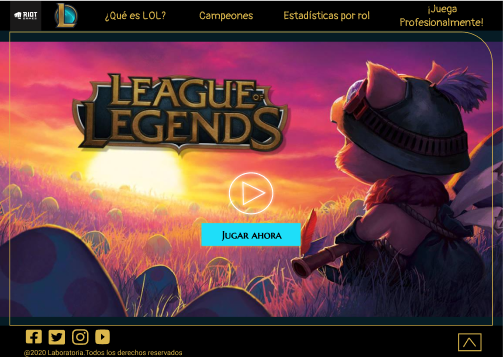 RIOT GAMES
¿Qué es LOL?
Campeones
Estadísticas por rol
¡Juega
Profesionalmente!
LEAGUE OF
LEGENDS
JUGAR AHORA
@2020 Laboratoria.Todos los derechos reservados